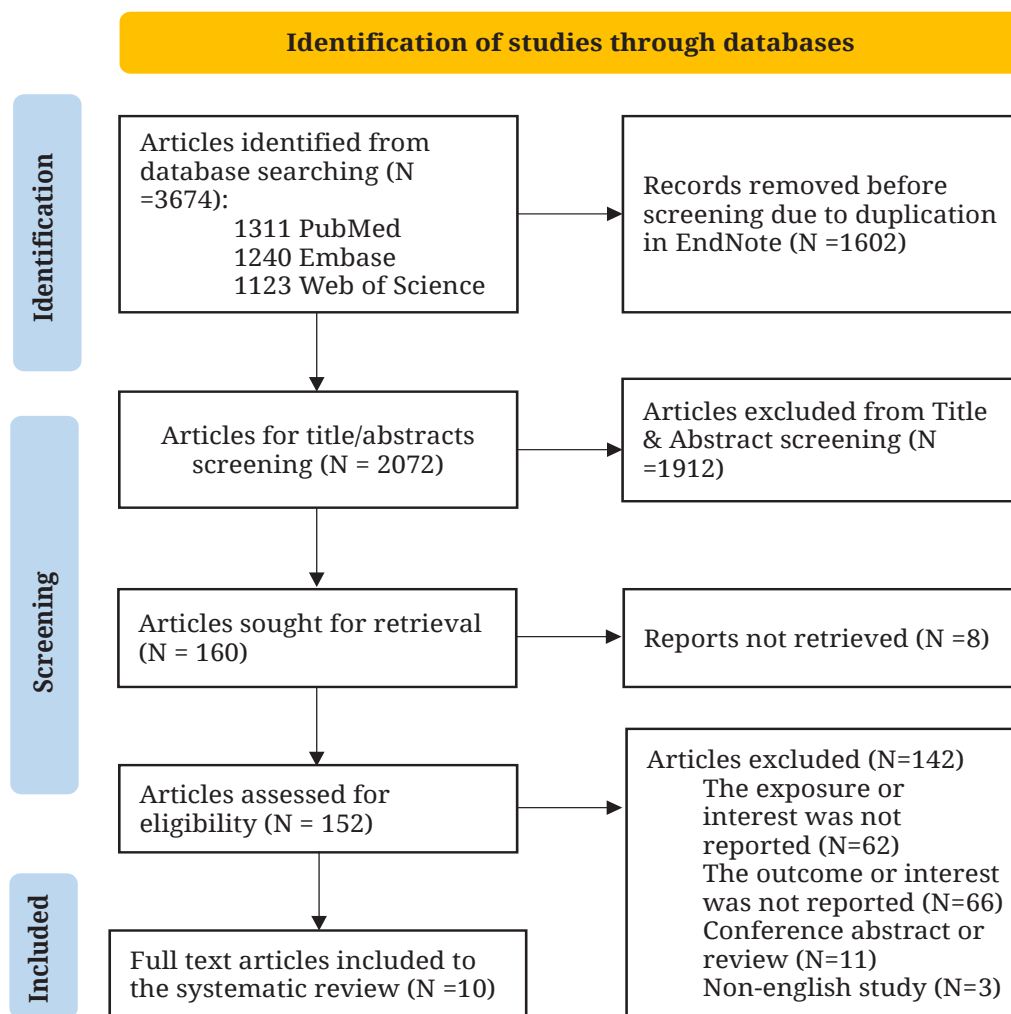 Identification of studies through databases
Identification
Articles identified from
database searching (N
=3674):
1311 PubMed
1240 Embase
1123 Web of Science
Records removed before
screening due to duplication
in EndNote (N =1602)
Screening
Articles for title/abstracts
screening (N = 2072)
Articles excluded from Title
& Abstract screening (N
=1912)
Articles sought for retrieval
(N = 160)
Reports not retrieved (N =8)
Articles assessed for
eligibility (N = 152)
Articles excluded (N=142)
The exposure or
interest was not
reported (N=62)
The outcome or interest
was not reported (N=66)
Conference abstract or
review (N=11)
Non-english study (N=3)
Included
Full text articles included to
the systematic review (N =10)